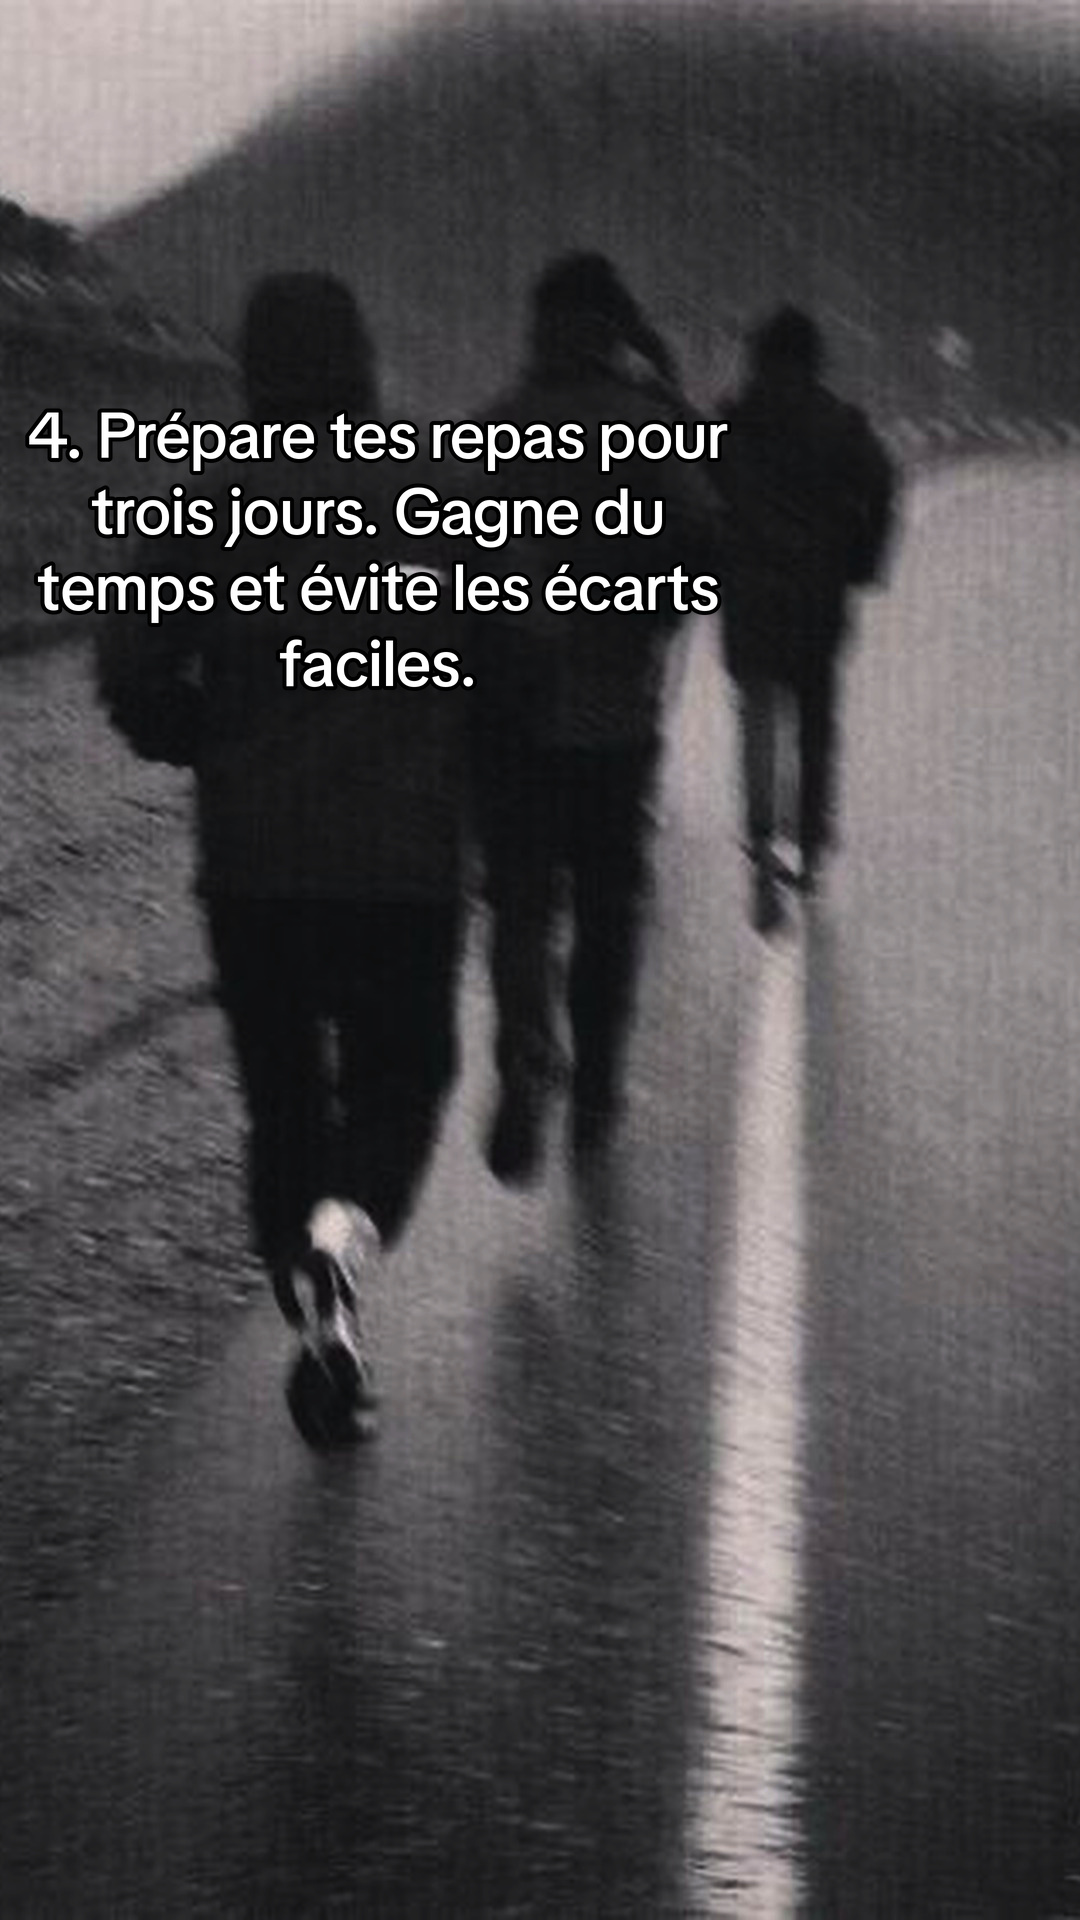 4. Prépare tes repas pour
trois jours. Gagne du
temps et évite les écarts
faciles.